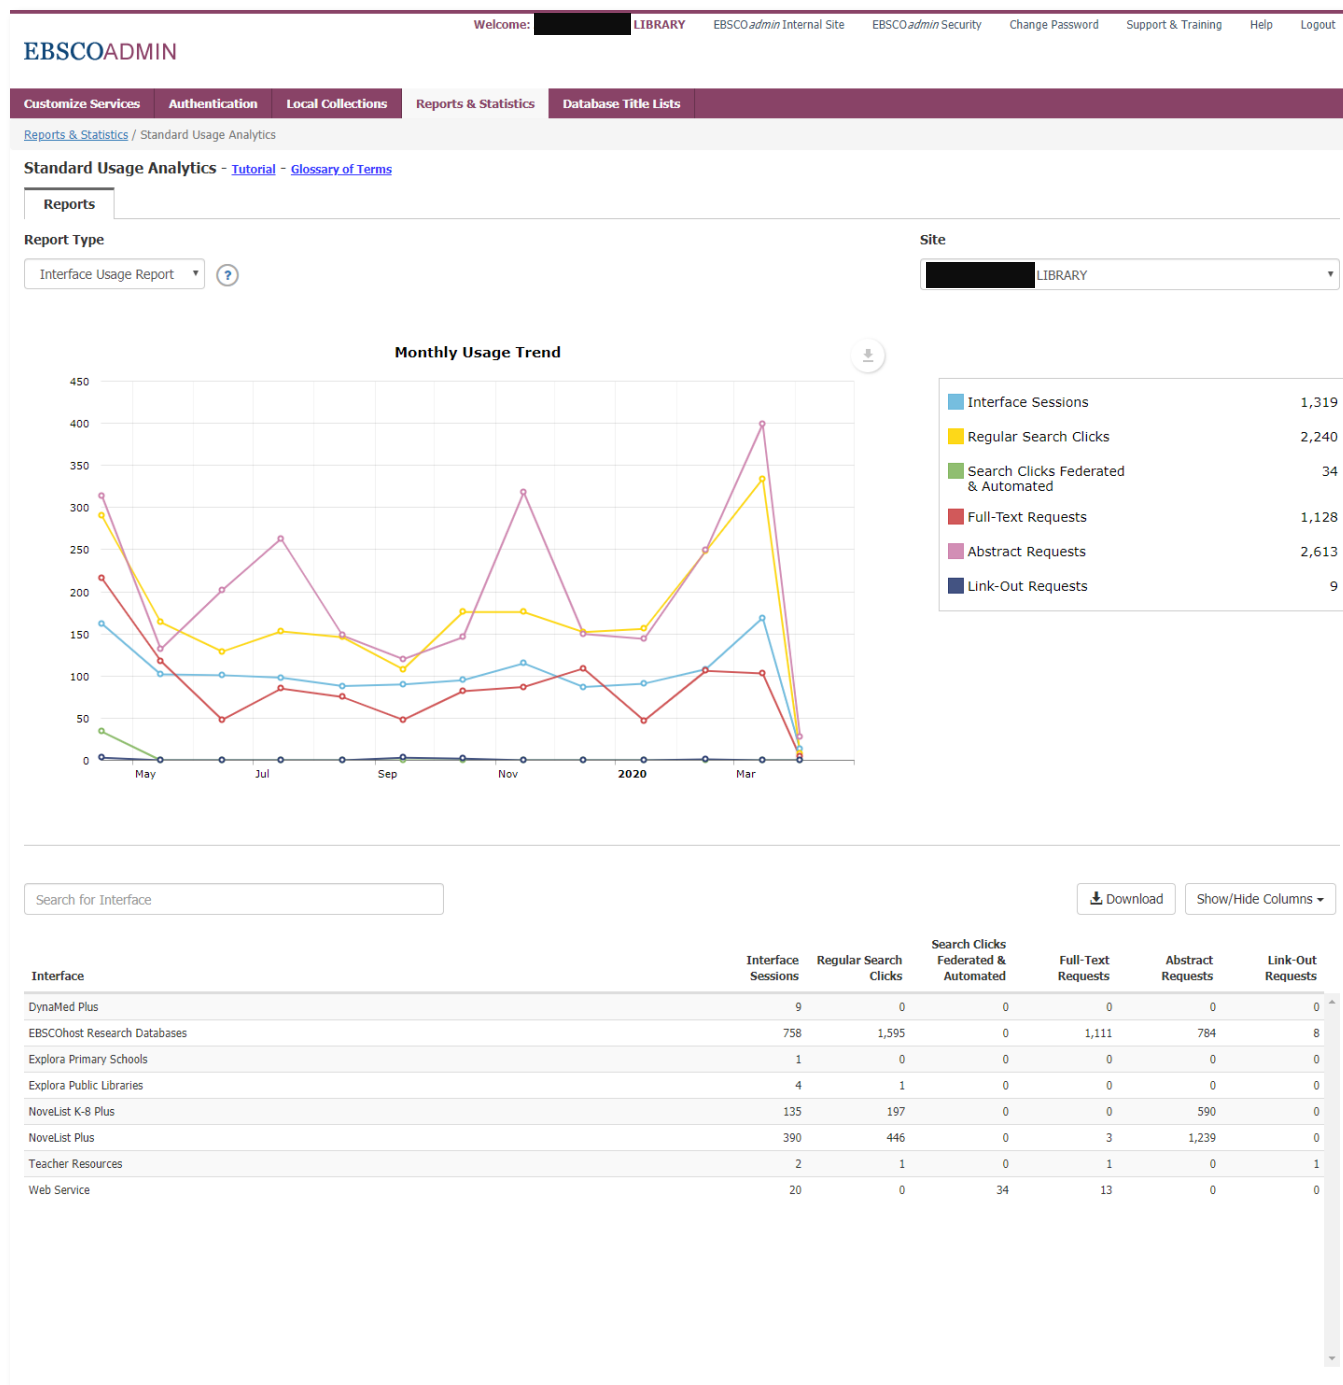 Welcome: LIBRARY EBSCOadmin Internal Site EBSCOadmin Security Change Password Support & Training Help Logout
EBSCOADMIN
Customize Services Authentication Local Collections Reports & Statistics Database Title Lists
Reports & Statistics / Standard Usage Analytics
Standard Usage Analytics - Tutorial - Glossary of Terms
Reports
Report Type Site
Interface Usage Report ? LIBRARY
Monthly Usage Trend
450
400
350
300
250
200
150
100
50
0
May Jul Sep Nov 2020 Mar
Interface Sessions 1,319
Regular Search Clicks 2,240
Search Clicks Federated 34
& Automated
Full-Text Requests 1,128
Abstract Requests 2,613
Link-Out Requests 9
Search for Interface Download Show/Hide Columns
Search Clicks
Interface Regular Search Federated & Full-Text Abstract Link-Out
Interface Sessions Clicks Automated Requests Requests Requests
DynaMed Plus 9 0 0 0 0 0
EBSCOhost Research Databases 758 1,595 0 1,111 784 8
Explora Primary Schools 1 0 0 0 0 0
Explora Public Libraries 4 1 0 0 0 0
NoveList K-8 Plus 135 197 0 0 590 0
NoveList Plus 390 446 0 3 1,239 0
Teacher Resources 2 1 0 1 0 1
Web Service 20 0 34 13 0 0